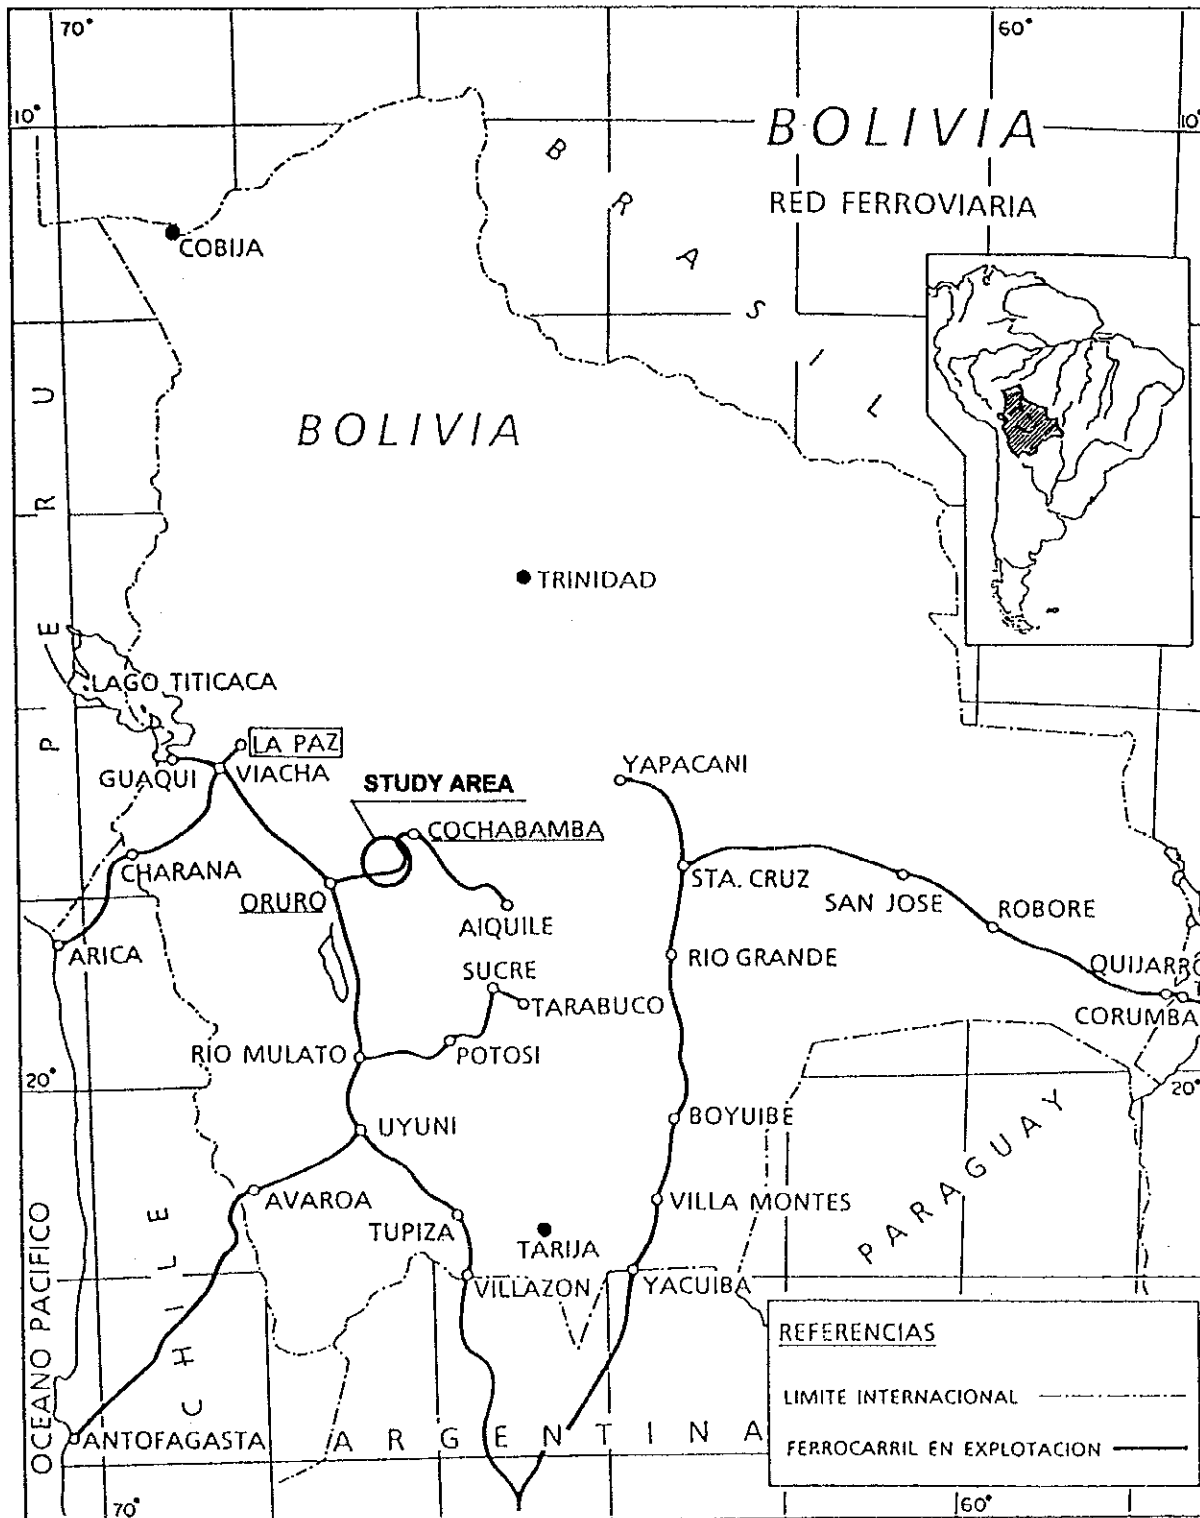 70°
60°
10°
BOLIVIA
10°
BRASIL
RED FERROVIARIA
COBIJA
PERU
BOLIVIA
TRINIDAD
LAGO TITICACA
LA PAZ
GUAQUI
VIACHA
YAPACANI
STUDY AREA
COCHABAMBA
CHARANA
ORURO
STA. CRUZ
SAN JOSE
ROBORE
AIQUILE
ARICA
RIO GRANDE
SUCRE
QUIJARRO
TARABUCO
CORUMBA
RIO MULATO
POTOSI
20°
20°
UYUNI
BOYUIBE
PARAGUAY
AVAROA
VILLA MONTES
TUPIZA
TARIJA
VILLAZON
YACUIBA
OCEANO PACIFICO
CHILE
REFERENCIAS
LIMITE INTERNACIONAL
ANTOFAGASTA
ARGENTINA
FERROCARRIL EN EXPLOTACION
70°
60°